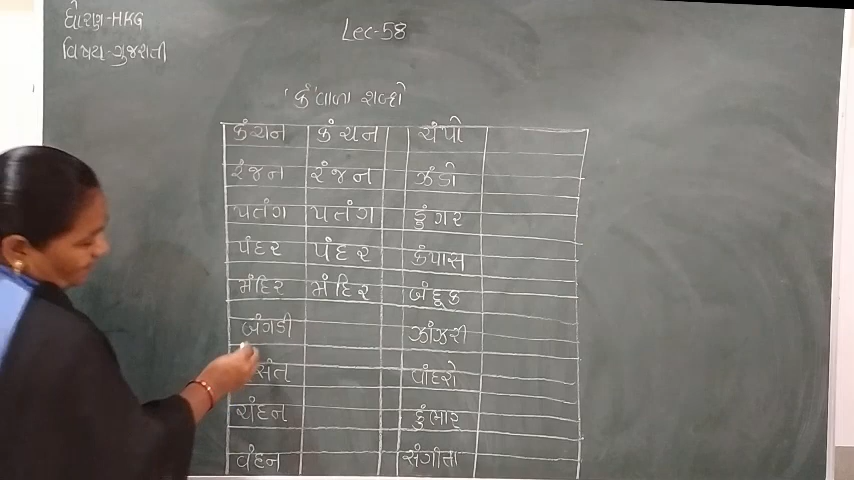 ધોરણ-HKG
વિષય-ગુજરાતી
Lec-58
'કં'વાળા શબ્દો
કંચન કંચન ચંપો
રંજન રંજન ઝંડી
પતંગ પતંગ ડુંગર
પંદર પંદર કંપાસ
મંદિર મંદિર બંદૂક
બંગડી ઝાંઝરી
સંત વાંદરો
ચંદન કુંભાર
વંદન સંગીતા